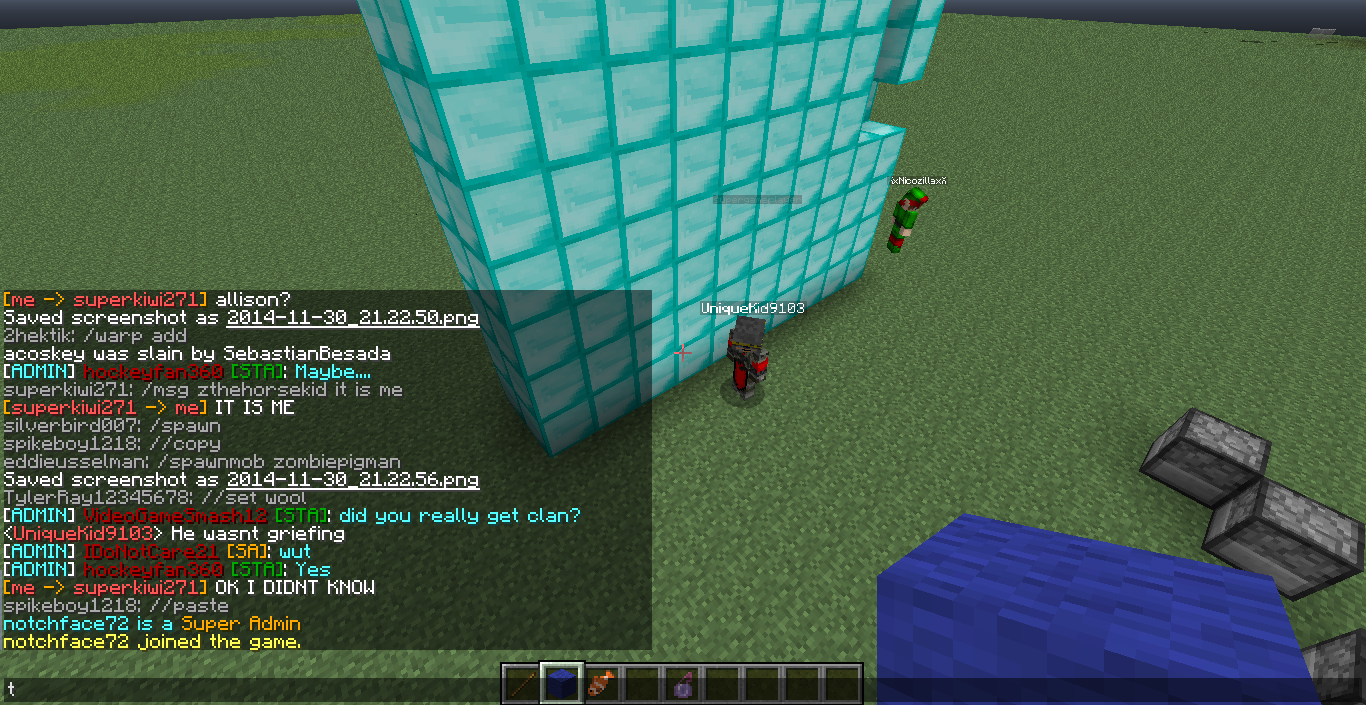 xNicozillaxX
UniqueKid9103
[me -> superkiwi271] allison?
Saved screenshot as 2014-11-30_21.22.50.png
2hektik: /warp add
acoskey was slain by SebastianBesada
[ADMIN] hockeyfan360 [STA]: Maybe....
superkiwi271: /msg zthehorsekid it is me
[superkiwi271 -> me] IT IS ME
silverbird007: /spawn
spikeboy1218: //copy
eddieusselman: /spawnmob zombiepigman
Saved screenshot as 2014-11-30_21.22.56.png
TylerRay12345678: //set wool
[ADMIN] VideoGameSmash12 [STA]: did you really get clan?
<UniqueKid9103> He wasnt griefing
[ADMIN] IDoNotCare21 [SA]: wut
[ADMIN] hockeyfan360 [STA]: Yes
[me -> superkiwi271] OK I DIDNT KNOW
spikeboy1218: //paste
notchface72 is a Super Admin
notchface72 joined the game.
t